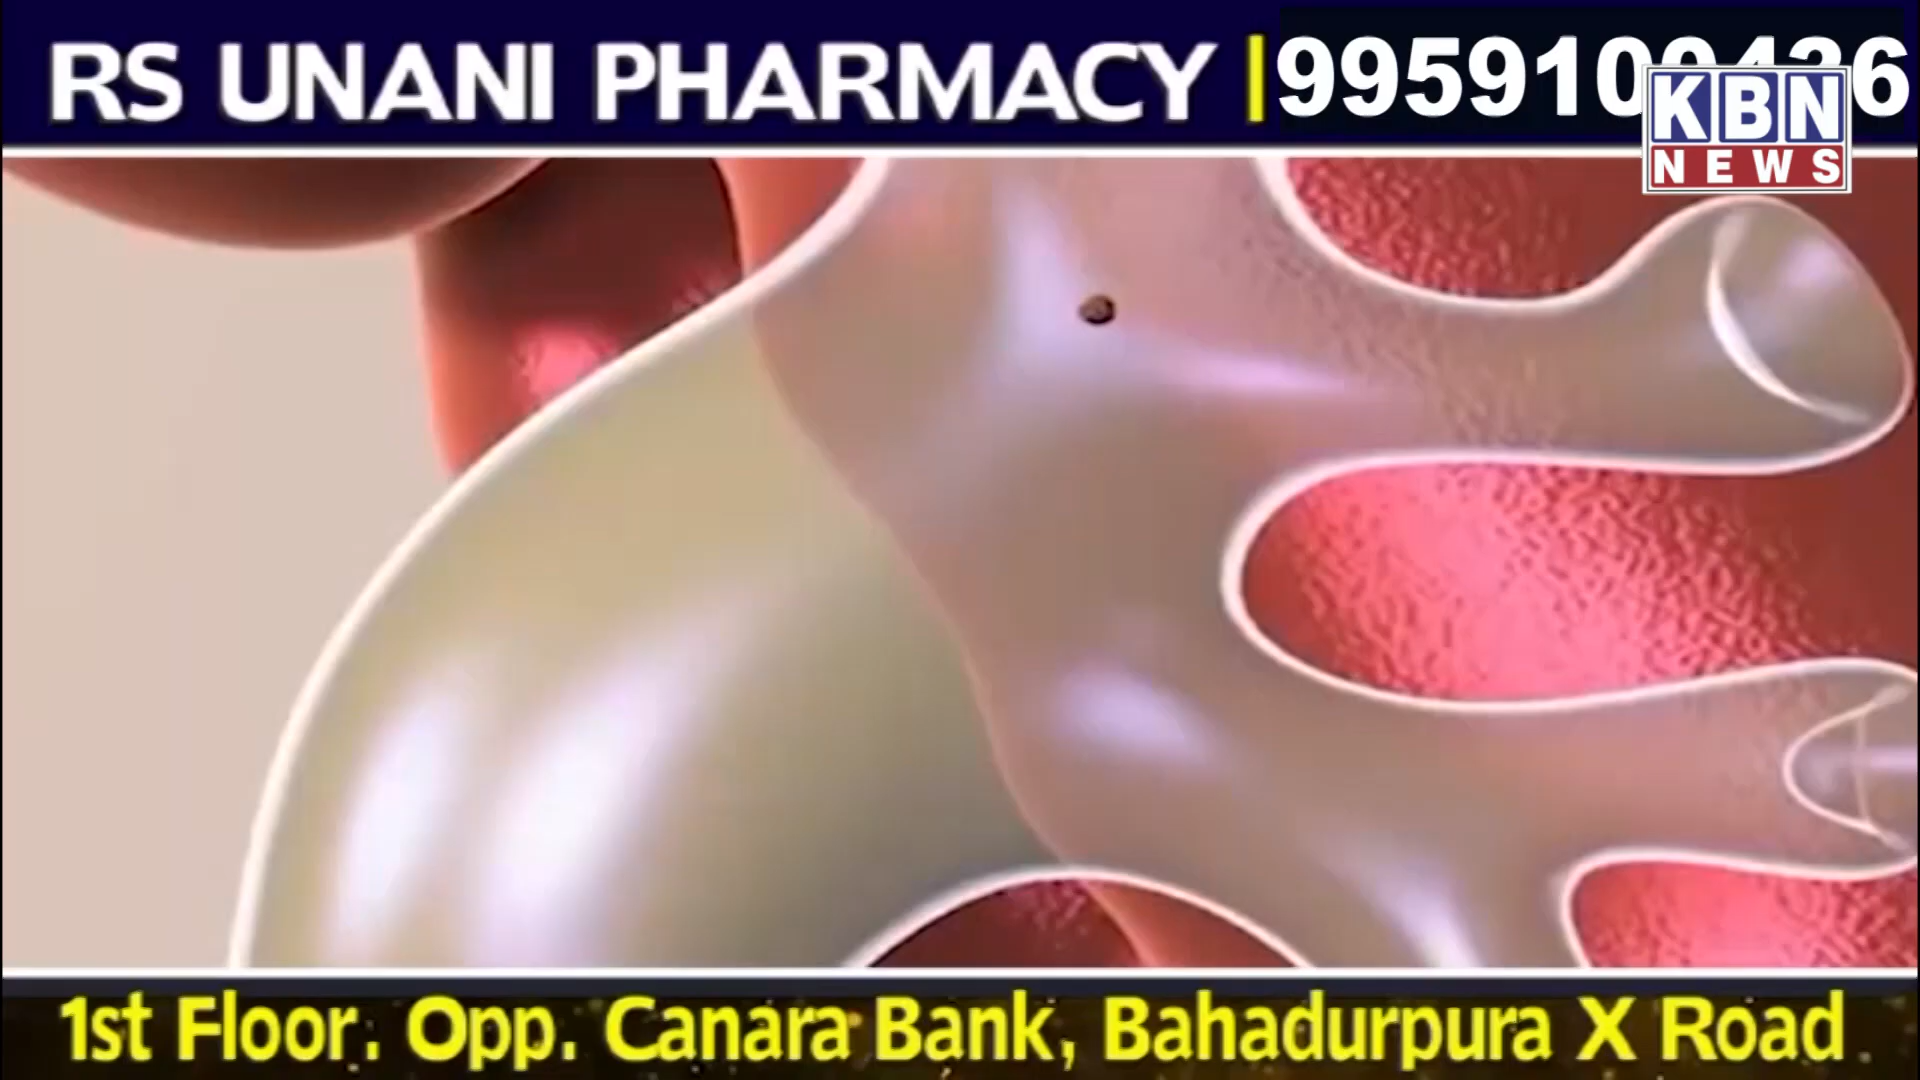 RS UNANI PHARMACY
KBN
NEWS
1st Floor. Opp. Canara Bank, Bahadurpura X Road